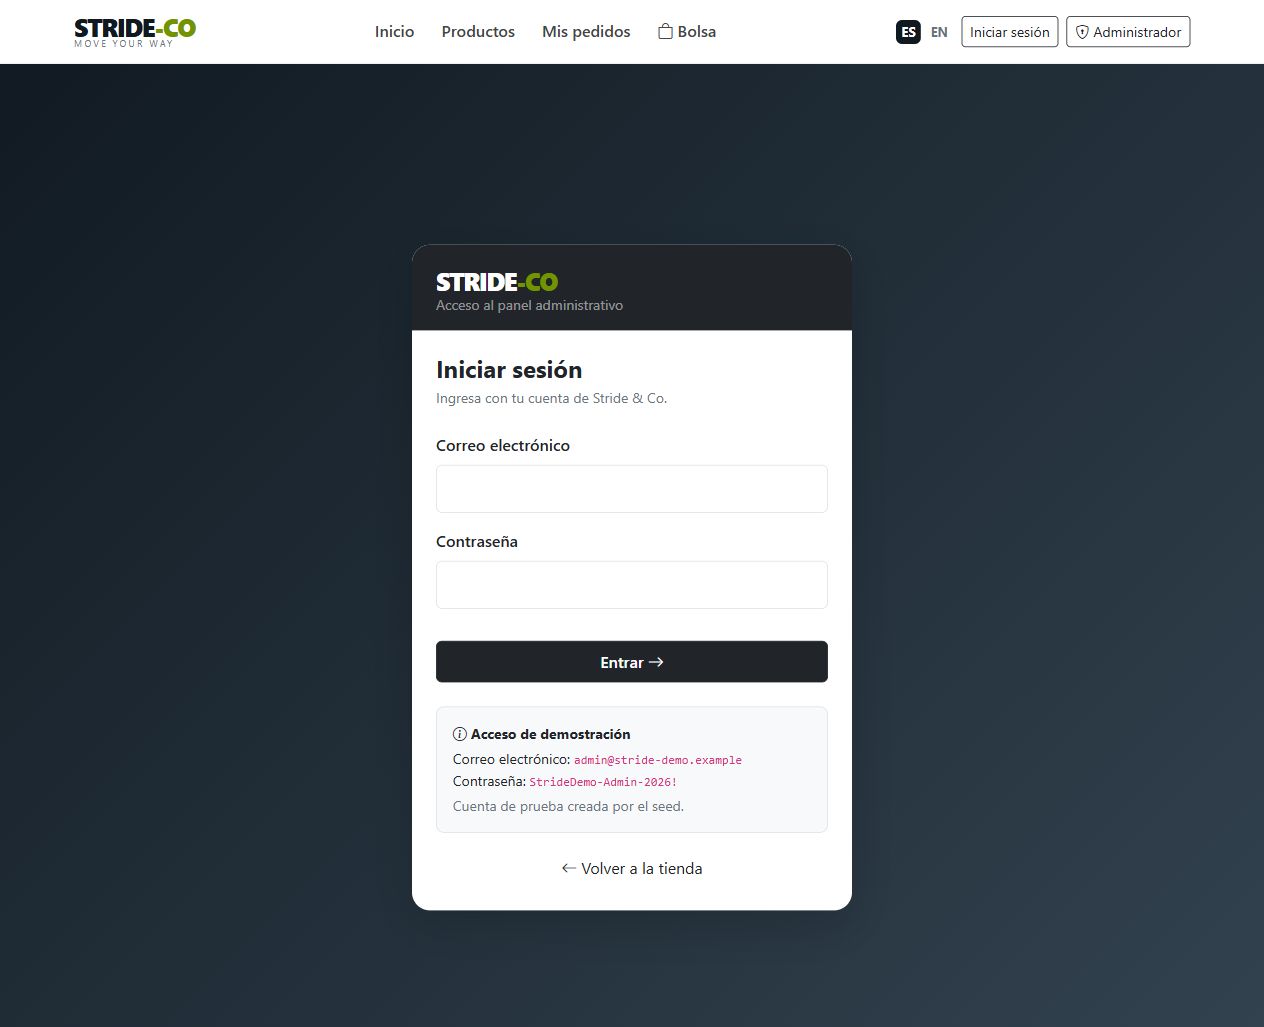 STRIDE-CO
MOVE YOUR WAY
Inicio
Productos
Mis pedidos
Bolsa
ES
EN
Iniciar sesión
Administrador
STRIDE-CO
Acceso al panel administrativo
Iniciar sesión
Ingresa con tu cuenta de Stride & Co.
Correo electrónico
Contraseña
Entrar →
Acceso de demostración
Correo electrónico: admin@stride-demo.example
Contraseña: StrideDemo-Admin-2026!
Cuenta de prueba creada por el seed.
← Volver a la tienda